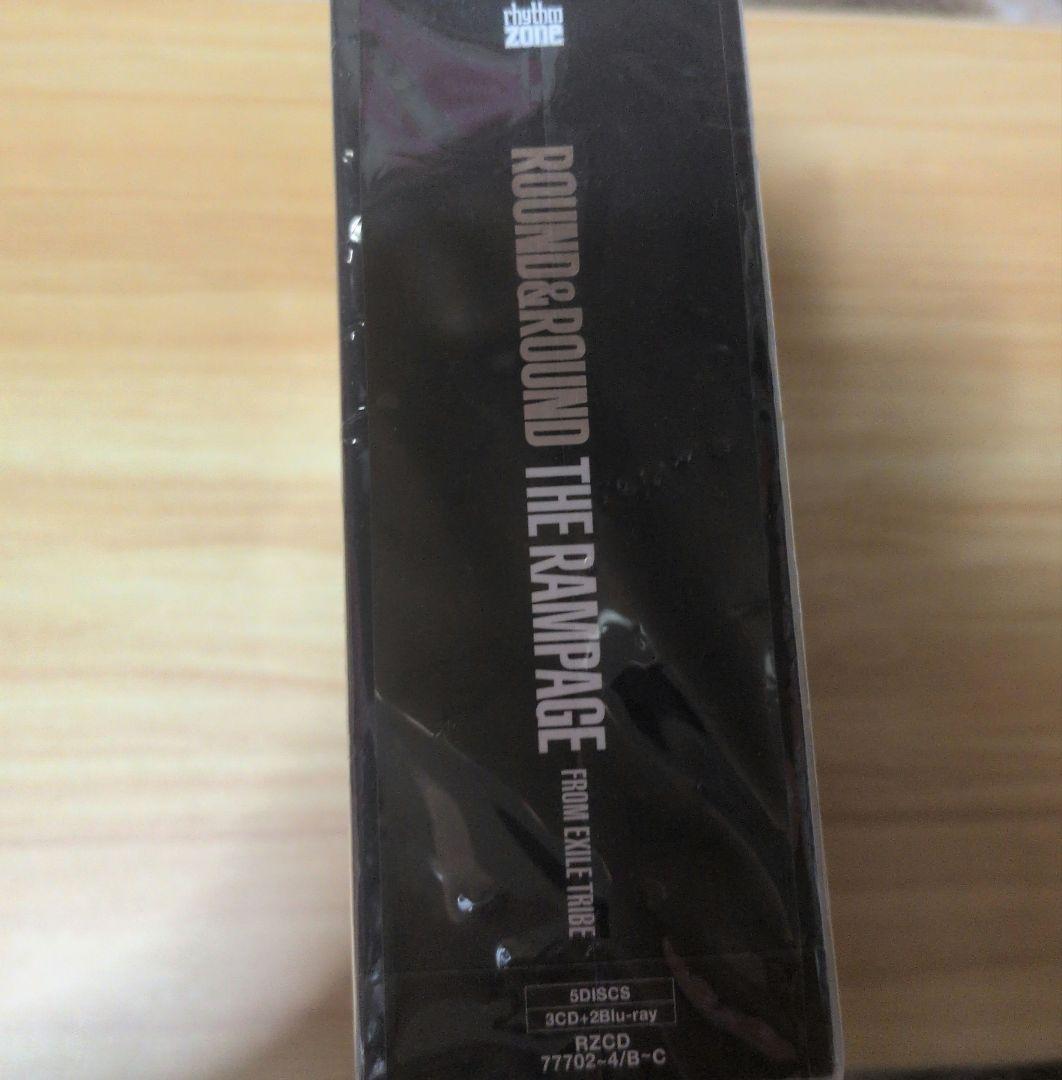 rhythm
zone
ROUND&ROUND THE RAMPAGE FROM EXILE TRIBE
5DISCS
3CD+2Blu-ray
RZCD
77702~4/B~C